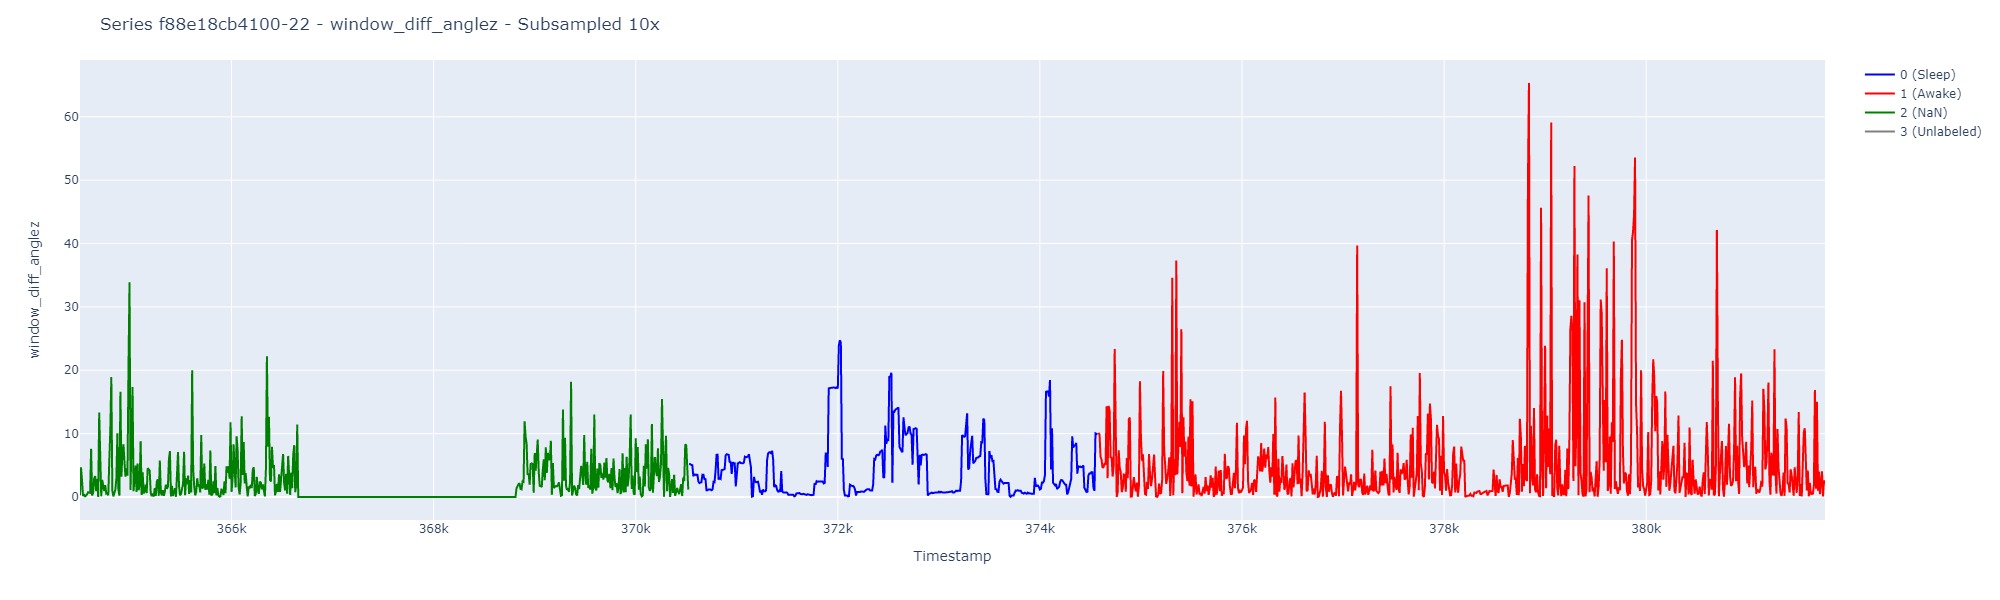 Series f88e18cb4100-22 - window_diff_anglez - Subsampled 10x
0 (Sleep)
1 (Awake)
2 (NaN)
3 (Unlabeled)
window_diff_anglez
60
50
40
30
20
10
0
366k 368k 370k 372k 374k 376k 378k 380k
Timestamp